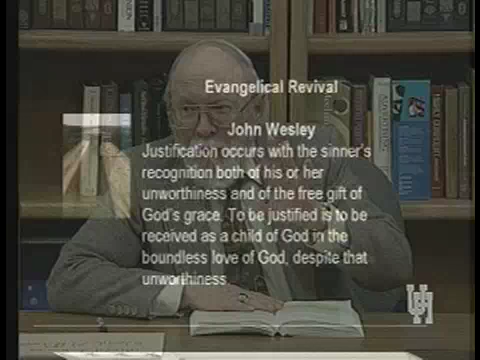 Evangelical Revival
John Wesley
Justification occurs with the sinner's
recognition both of his or her
unworthiness and of the free gift of
God's grace. To be justified is to be
received as a child of God in the
boundless love of God, despite that
unworthiness.
UH